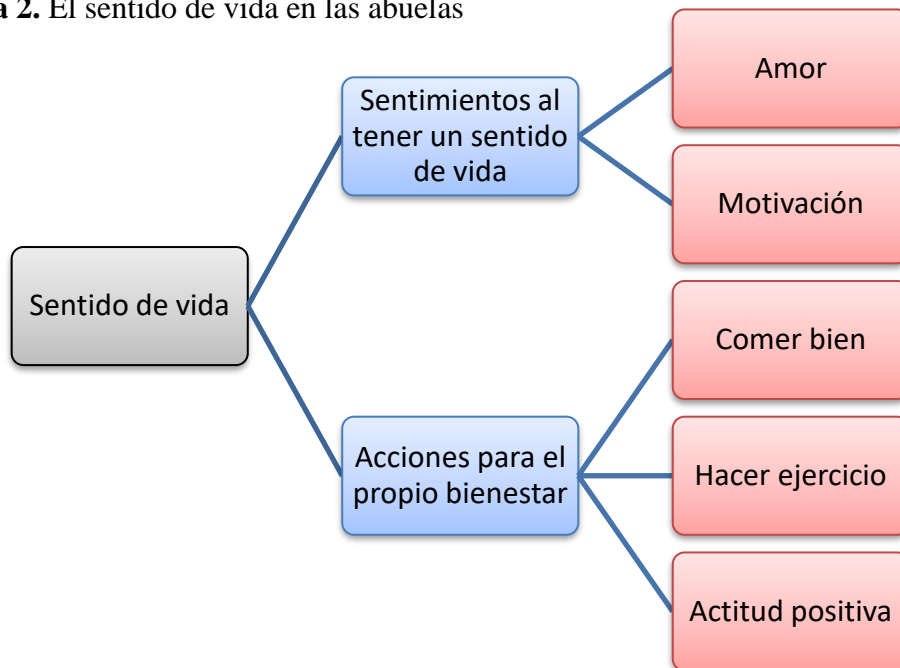 a 2. El sentido de vida en las abuelas
Sentimientos al
tener un sentido
de vida
Amor
Motivación
Sentido de vida
Acciones para el
propio bienestar
Comer bien
Hacer ejercicio
Actitud positiva